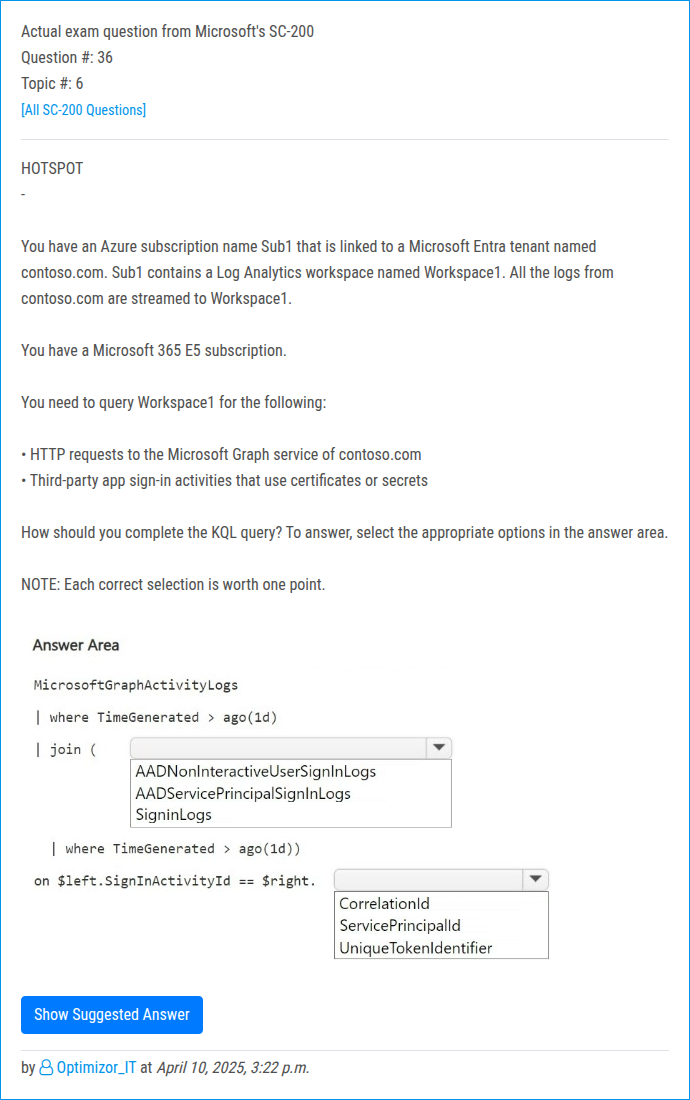 Actual exam question from Microsoft's SC-200
Question #: 36
Topic #: 6
[All SC-200 Questions]
HOTSPOT
-
You have an Azure subscription name Sub1 that is linked to a Microsoft Entra tenant named
contoso.com. Sub1 contains a Log Analytics workspace named Workspace1. All the logs from
contoso.com are streamed to Workspace1.
You have a Microsoft 365 E5 subscription.
You need to query Workspace1 for the following:
• HTTP requests to the Microsoft Graph service of contoso.com
• Third-party app sign-in activities that use certificates or secrets
How should you complete the KQL query? To answer, select the appropriate options in the answer area.
NOTE: Each correct selection is worth one point.
Answer Area
MicrosoftGraphActivityLogs
| where TimeGenerated > ago(1d)
| join (
AADNonInteractiveUserSignInLogs
AADServicePrincipalSignInLogs
SigninLogs
| where TimeGenerated > ago(1d))
on $left.SignInActivityId == $right.
CorrelationId
ServicePrincipalId
UniqueTokenIdentifier
Show Suggested Answer
by Optimizor_IT at April 10, 2025, 3:22 p.m.